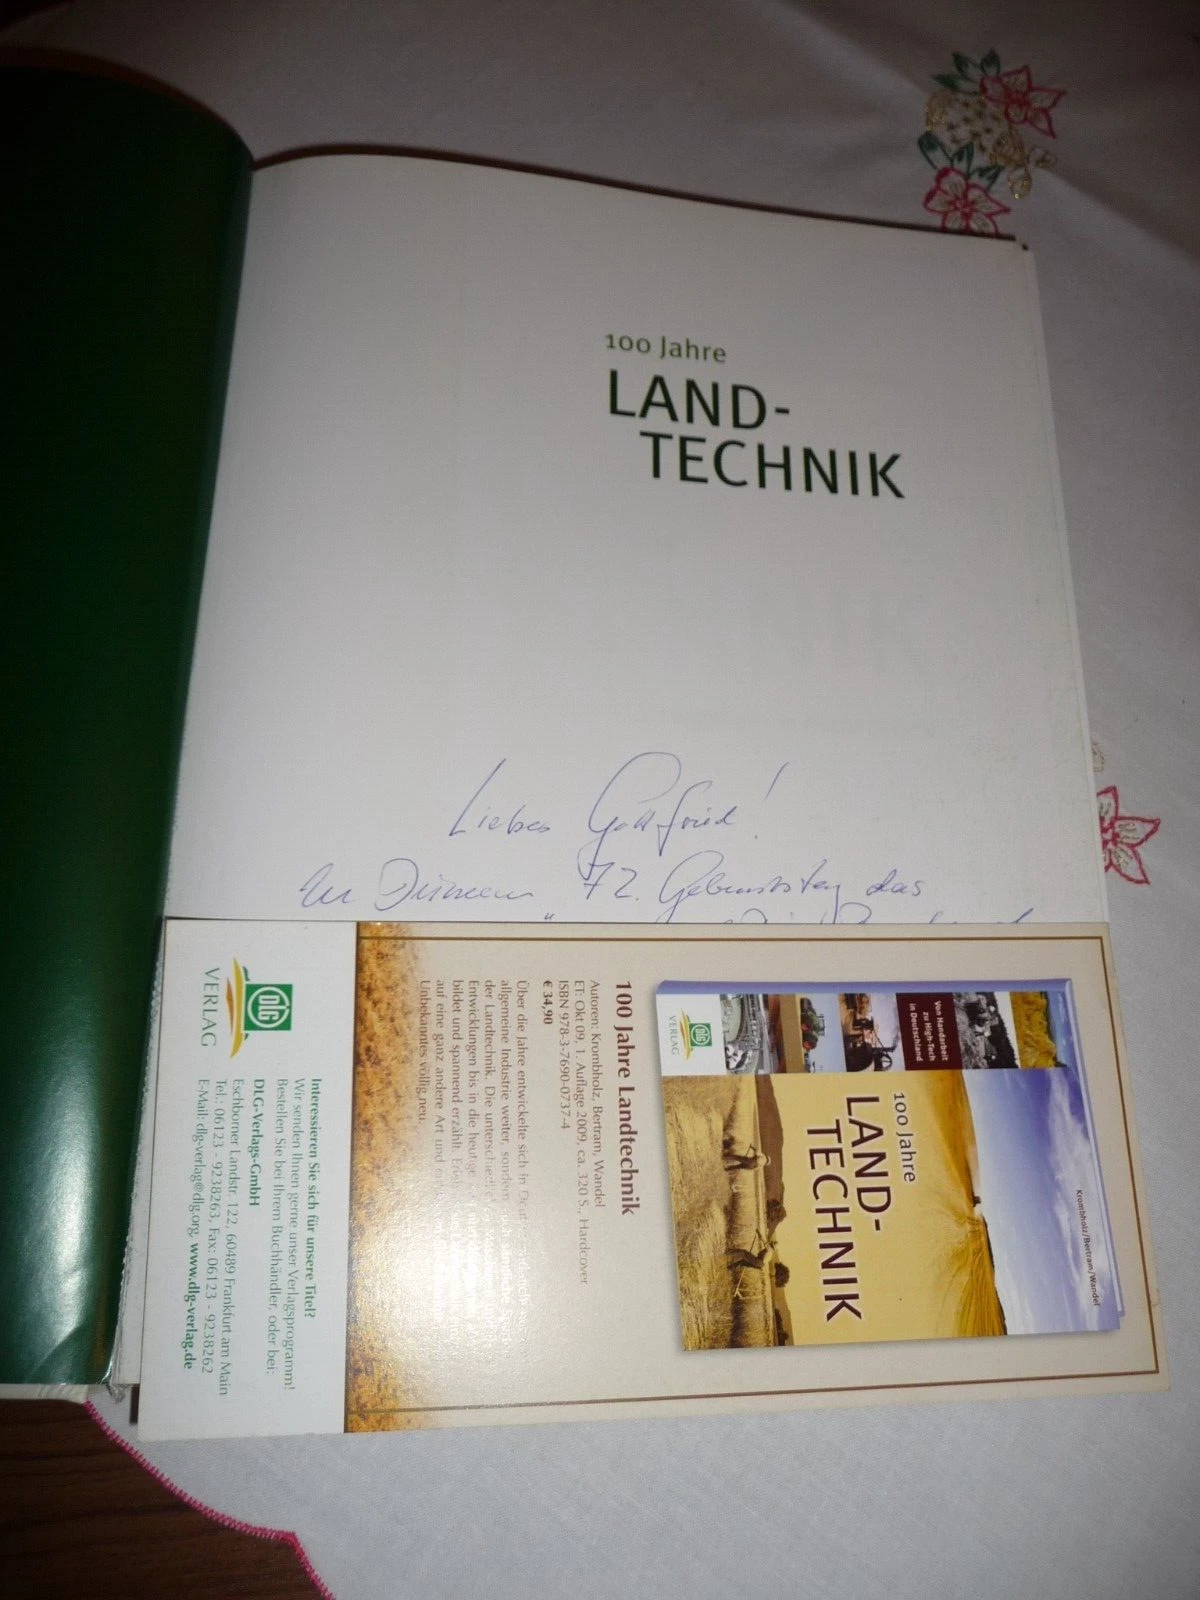 100 Jahre
LAND-
TECHNIK
Lieber Gottfried!
Zu Deinem 72. Geburtstag das
Krombholz/Bertram/Wandel
100 Jahre
LAND-
TECHNIK
Von Handarbeit
zu High-Tech
in Deutschland
DLG
VERLAG
100 Jahre Landtechnik
Autoren: Krombholz, Bertram, Wandel
ET: Okt 09, 1. Auflage 2009, ca. 320 S., Hardcover
ISBN 978-3-7690-0737-4
€ 34,90
Über die Jahre entwickelte sich in
allgemeine Industrie weiter, sondern
der Landtechnik. Die
Entwicklungen bis in die heutige
bildet und spannend erzählt.
auf eine ganz andere Art und
Unbekanntes völlig neu.
Interessieren Sie sich für unsere Titel?
Wir senden Ihnen gerne unser Verlagsprogramm!
Bestellen Sie bei Ihrem Buchhändler, oder bei:
DLG-Verlags-GmbH
Eschborner Landstr. 122, 60489 Frankfurt am Main
Tel.: 06123 - 9238263, Fax: 06123 - 9238262
E-Mail: dlg-verlag@dlg.org, www.dlg-verlag.de
DLG
VERLAG